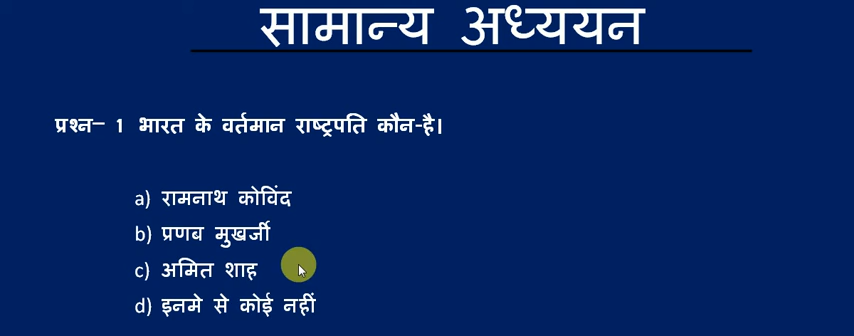 सामान्य अध्ययन
प्रश्न– 1 भारत के वर्तमान राष्ट्रपति कौन-है।
a) रामनाथ कोविंद
b) प्रणब मुखर्जी
c) अमित शाह
d) इनमे से कोई नहीं